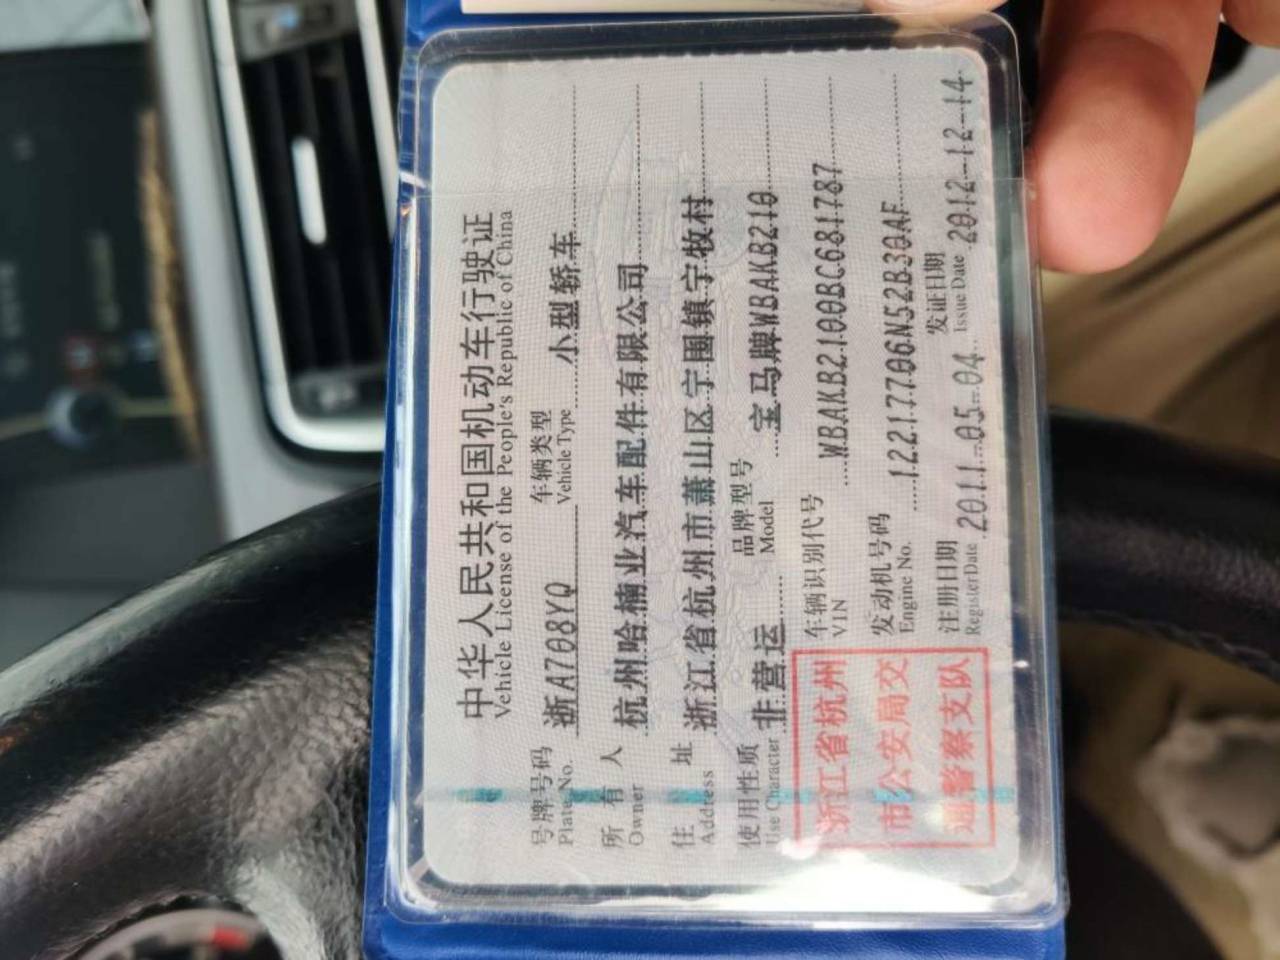 中华人民共和国机动车行驶证
Vehicle License of the People's Republic of China
号牌号码 浙A708YQ 车辆类型 小型轿车
Plate No. Vehicle Type
所有人 杭州哈楠业汽车配件有限公司
Owner
住址 浙江省杭州市萧山区宁围镇宁牧村
Address
使用性质 非营运 品牌型号 宝马牌WBAKB210
Use Character Model
车辆识别代号 WBAKB2100BC681787
VIN
发动机号码 12217706N52B30AF
Engine No.
注册日期 2011-05-04 发证日期 2012-12-14
Register Date Issue Date
浙江省杭州
市公安局交
通警察支队